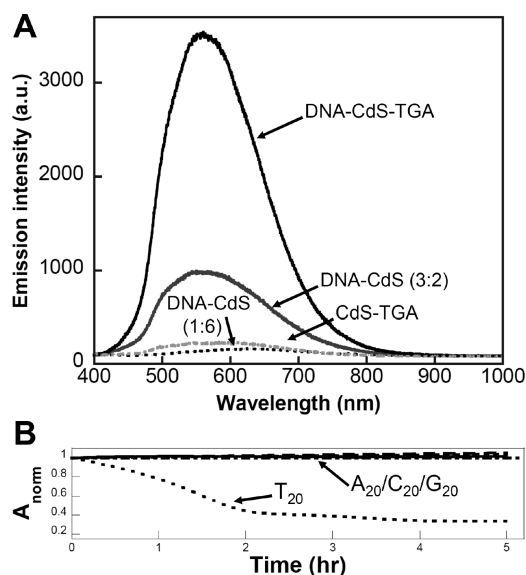 A
Emission intensity (a.u.)
3000
2000
1000
0
DNA-CdS-TGA
DNA-CdS (3:2)
DNA-CdS
(1:6)
CdS-TGA
400 500 600 700 800 900 1000
Wavelength (nm)
B
Anorm
1
0.8
0.6
0.4
0.2
T20
A20/C20/G20
0 1 2 3 4 5
Time (hr)